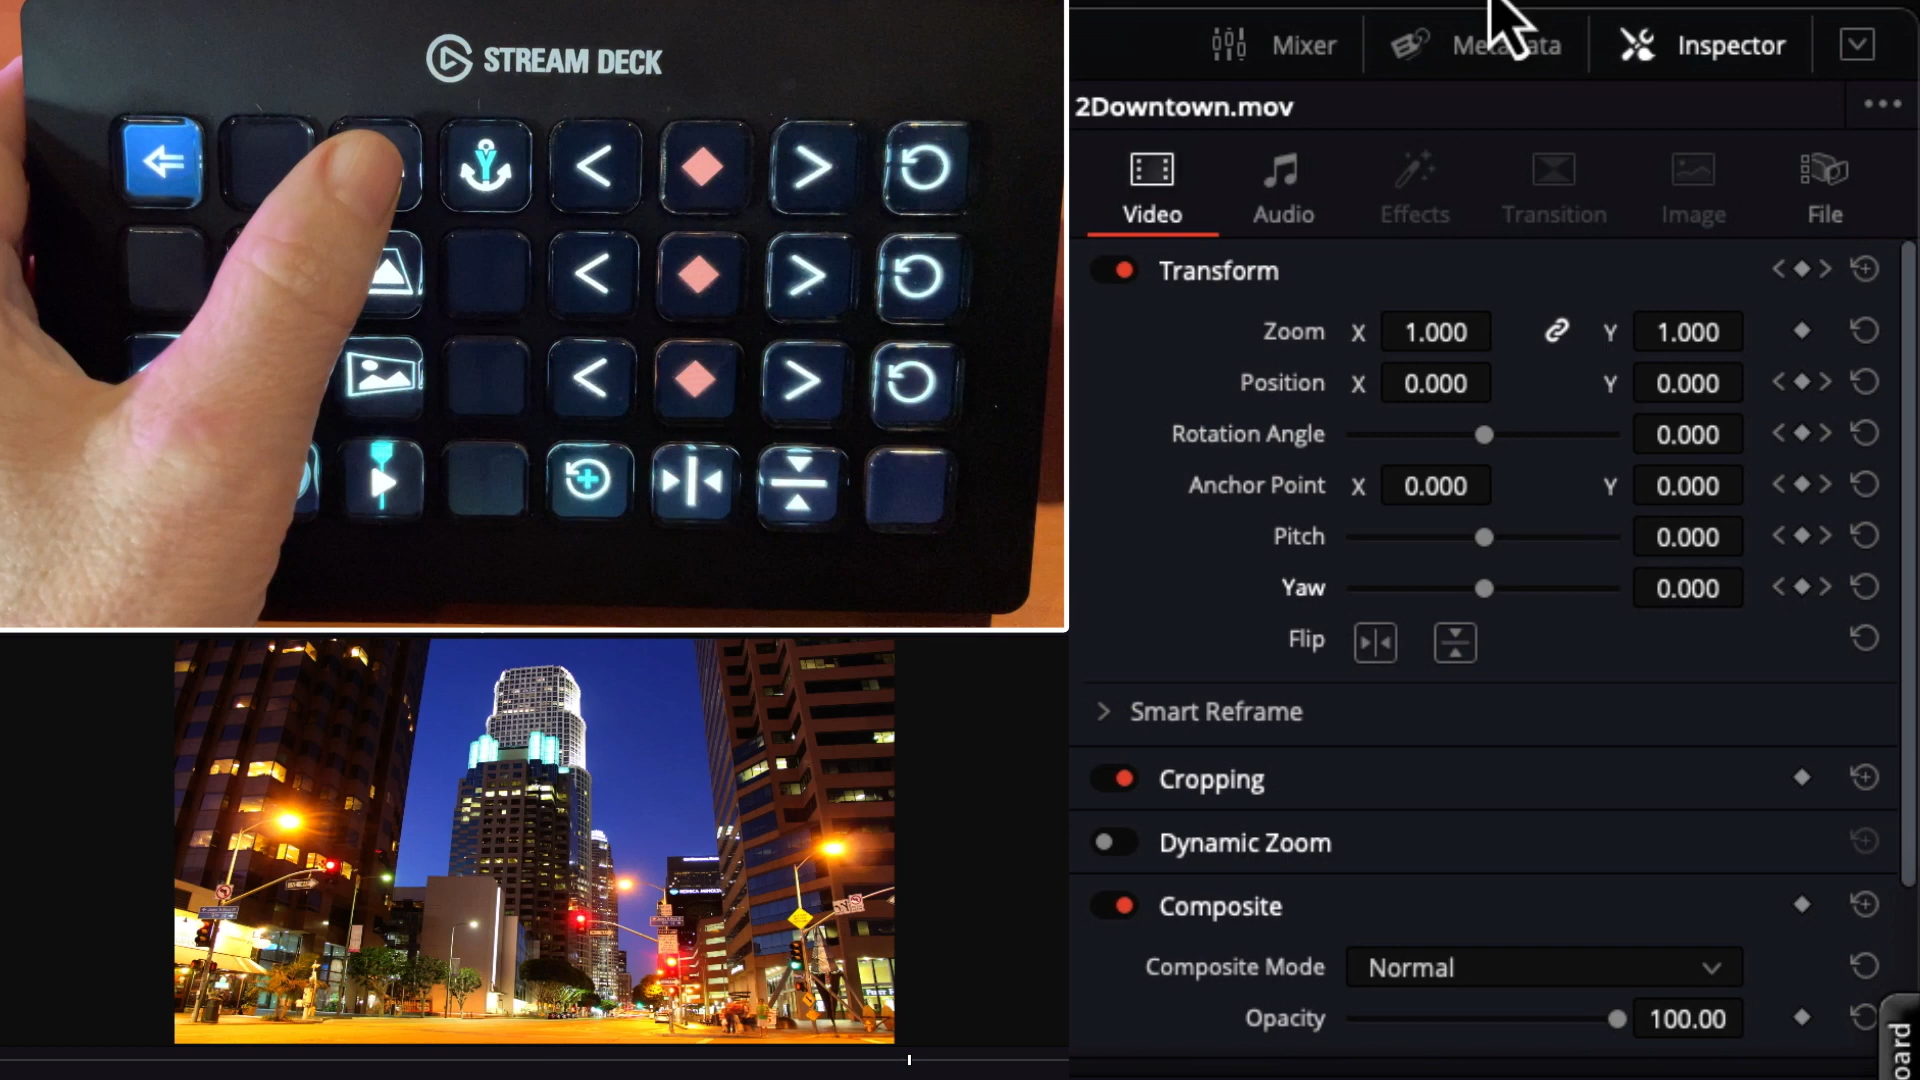 STREAM DECK
Mixer
Inspector
2Downtown.mov
Video
Audio
Effects
Transition
Image
File
Transform
Zoom X 1.000 Y 1.000
Position X 0.000 Y 0.000
Rotation Angle 0.000
Anchor Point X 0.000 Y 0.000
Pitch 0.000
Yaw 0.000
Flip
Smart Reframe
Cropping
Dynamic Zoom
Composite
Composite Mode Normal
Opacity 100.00
oard